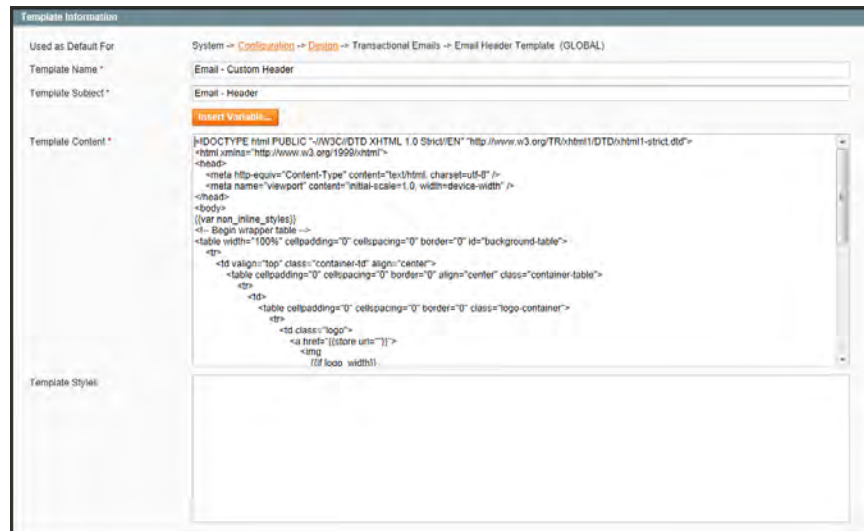 Template Information
Used as Default For System -> Configuration -> Design -> Transactional Emails -> Email Header Template (GLOBAL)
Template Name * Email - Custom Header
Template Subject * Email - Header
Insert Variable...
Template Content * <!DOCTYPE html PUBLIC "-//W3C//DTD XHTML 1.0 Strict//EN" "http://www.w3.org/TR/xhtml1/DTD/xhtml1-strict.dtd">
<html xmlns="http://www.w3.org/1999/xhtml">
<head>
<meta http-equiv="Content-Type" content="text/html; charset=utf-8" />
<meta name="viewport" content="initial-scale=1.0, width=device-width" />
</head>
<body>
{{var non_inline_styles}}
<!-- Begin wrapper table -->
<table width="100%" cellpadding="0" cellspacing="0" border="0" id="background-table">
<tr>
<td valign="top" class="container-td" align="center">
<table cellpadding="0" cellspacing="0" border="0" align="center" class="container-table">
<tr>
<td>
<table cellpadding="0" cellspacing="0" border="0" class="logo-container">
<tr>
<td class="logo">
<a href="{{store url=""}}">
<img
{{if logo_width}}
Template Styles